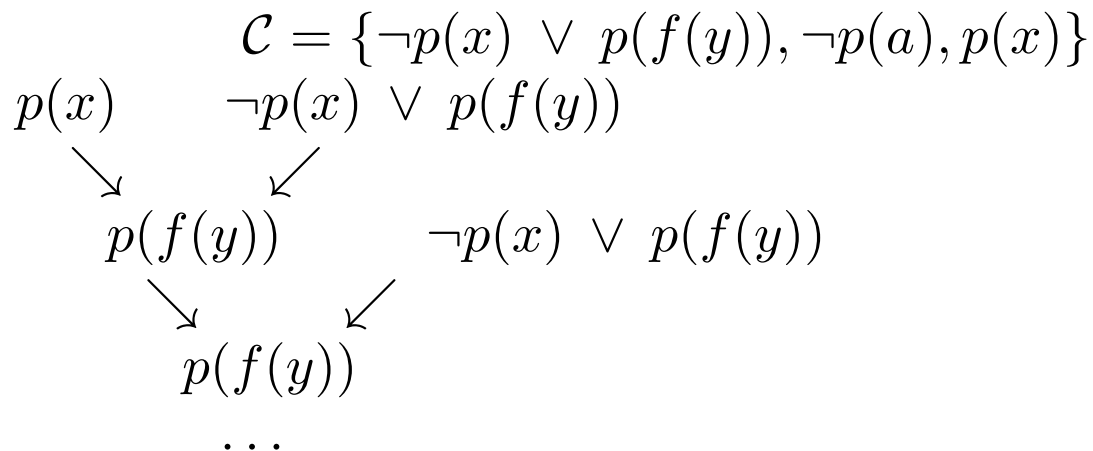 𝒞 = {¬p(x) ∨ p(f(y)), ¬p(a), p(x)}
p(x) ¬p(x) ∨ p(f(y))
p(f(y)) ¬p(x) ∨ p(f(y))
p(f(y))
...